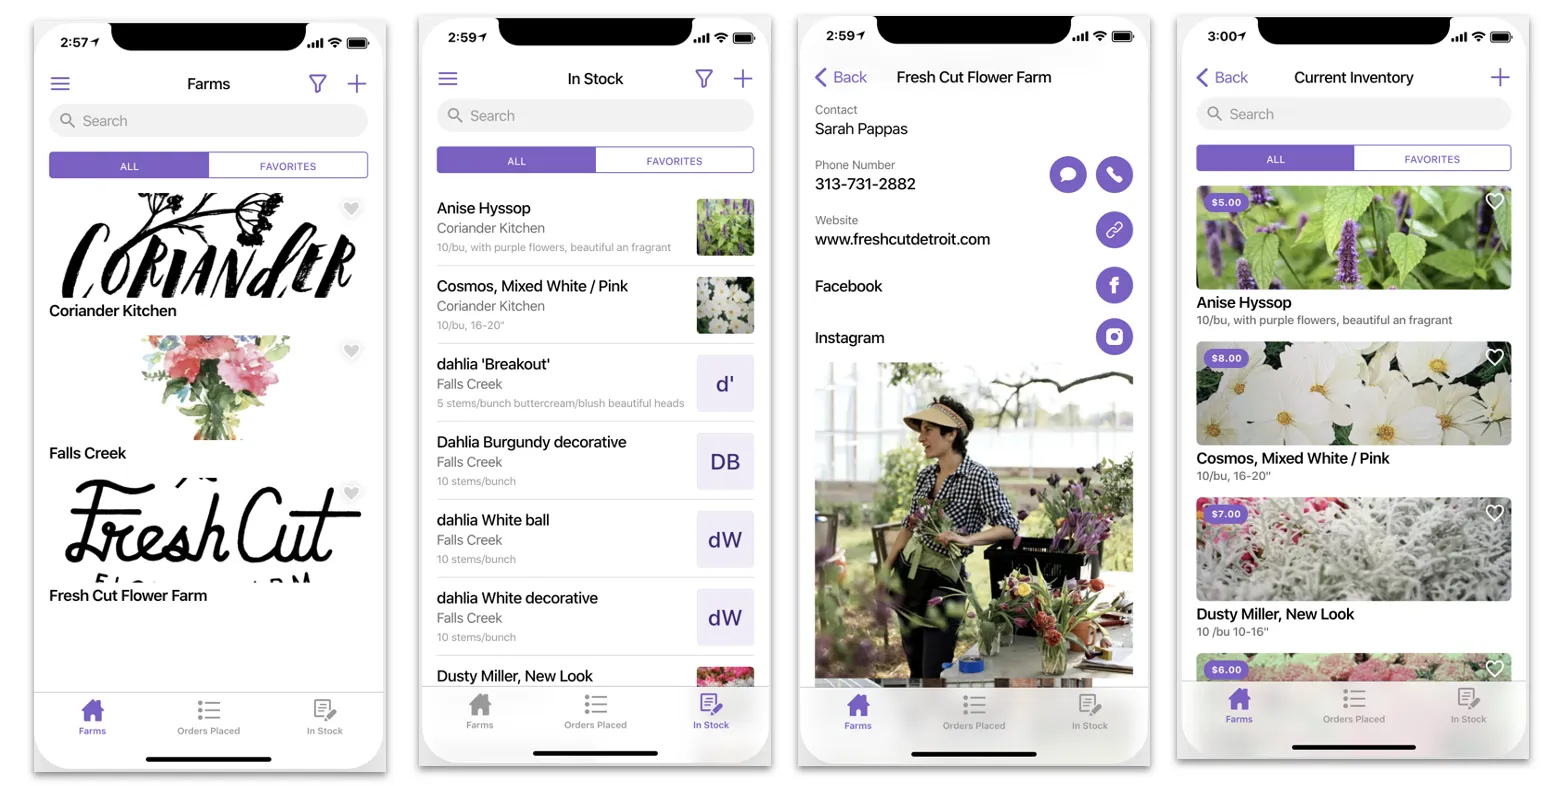 2:57
Farms
Search
ALL
FAVORITES
CORIANDER
Coriander Kitchen
Falls Creek
Fresh Cut
Fresh Cut Flower Farm
Farms
Orders Placed
In Stock
2:59
In Stock
Search
ALL
FAVORITES
Anise Hyssop
Coriander Kitchen
10/bu, with purple flowers, beautiful an fragrant
Cosmos, Mixed White / Pink
Coriander Kitchen
10/bu, 16-20"
dahlia 'Breakout'
Falls Creek
5 stems/bunch buttercream/blush beautiful heads
d'
Dahlia Burgundy decorative
Falls Creek
10 stems/bunch
DB
dahlia White ball
Falls Creek
10 stems/bunch
dW
dahlia White decorative
Falls Creek
10 stems/bunch
dW
Dusty Miller, New Look
Farms
Orders Placed
In Stock
2:59
Back
Fresh Cut Flower Farm
Contact
Sarah Pappas
Phone Number
313-731-2882
Website
www.freshcutdetroit.com
Facebook
Instagram
Farms
Orders Placed
In Stock
3:00
Back
Current Inventory
Search
ALL
FAVORITES
$5.00
Anise Hyssop
10/bu, with purple flowers, beautiful an fragrant
$8.00
Cosmos, Mixed White / Pink
10/bu, 16-20"
$7.00
Dusty Miller, New Look
10 /bu 10-16"
$6.00
Farms
Orders Placed
In Stock